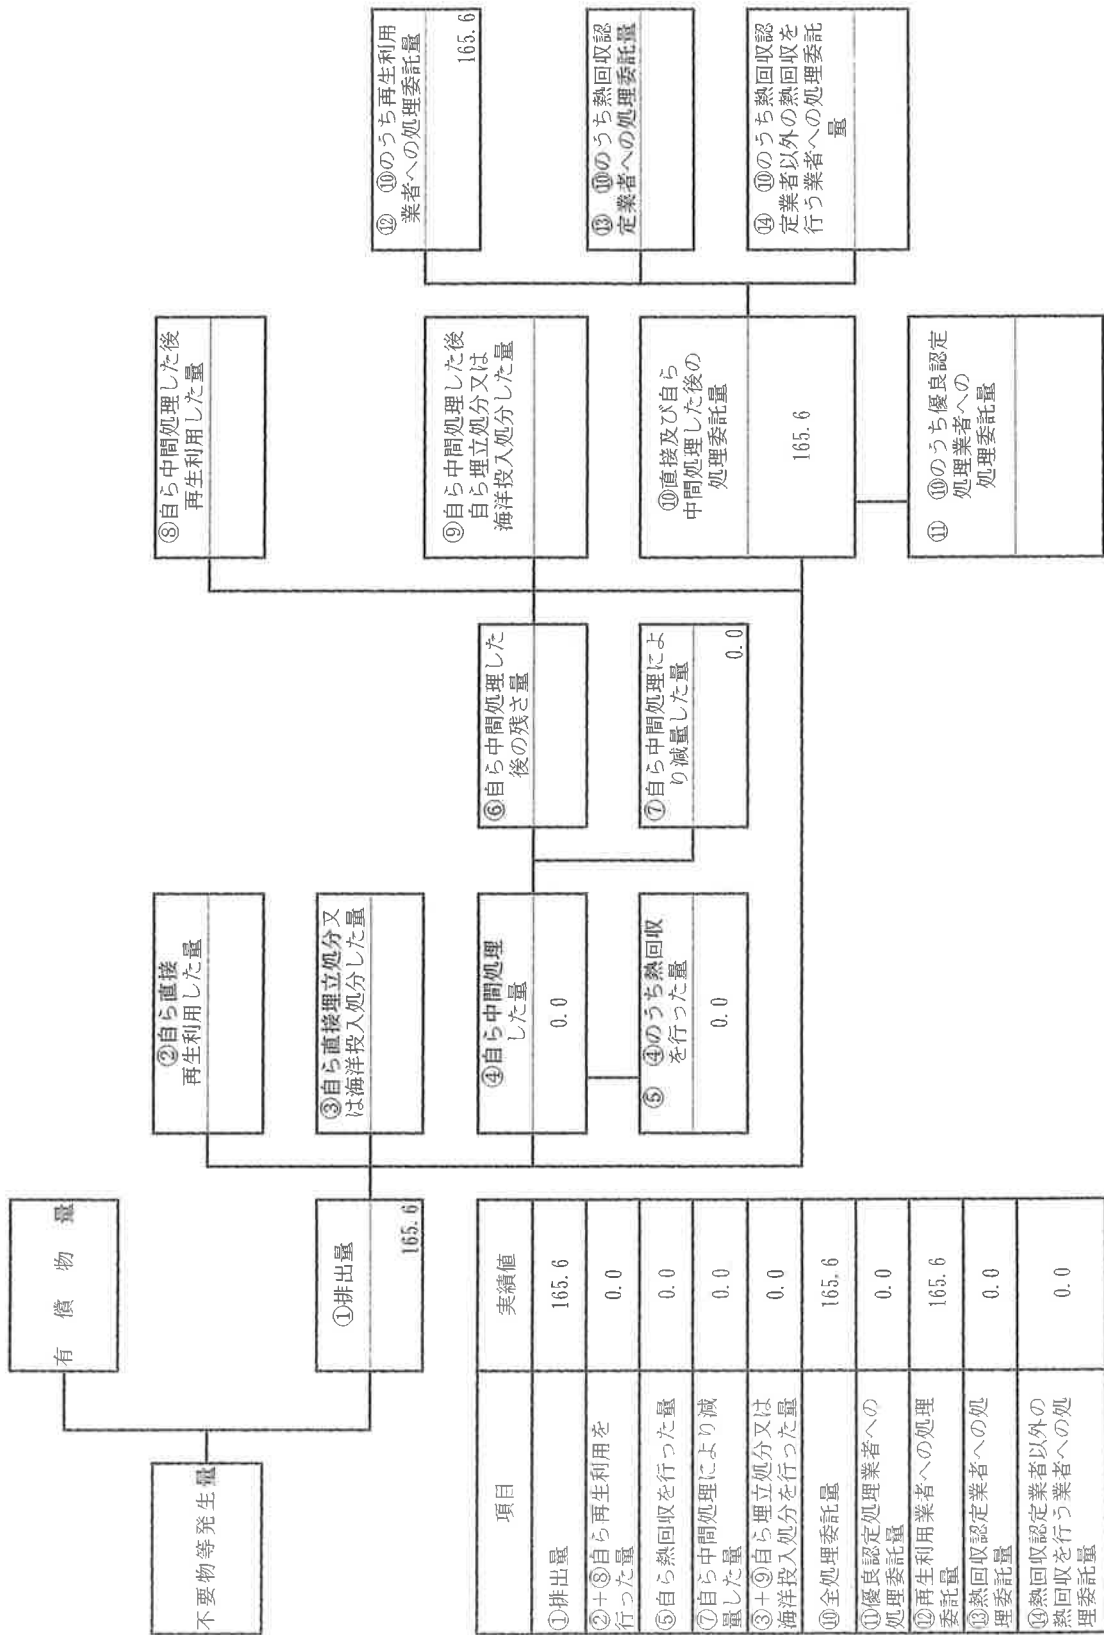 不要物等発生量
有 償 物 量
①排出量
165.6
②自ら直接
再生利用した量
③自ら直接埋立処分又
は海洋投入処分した量
④自ら中間処理
した量
0.0
⑤ ④のうち熱回収
を行った量
0.0
⑥自ら中間処理した
後の残さ量
⑦自ら中間処理によ
り減量した量
0.0
⑧自ら中間処理した後
再生利用した量
⑨自ら中間処理した後
自ら埋立処分又は
海洋投入処分した量
⑩直接及び自ら
中間処理した後の
処理委託量
165.6
⑪ ⑩のうち優良認定
処理業者への
処理委託量
⑫ ⑩のうち再生利用
業者への処理委託量
165.6
⑬ ⑩のうち熱回収認
定業者への処理委託量
⑭ ⑩のうち熱回収認
定業者以外の熱回収を
行う業者への処理委託
量
項目 実績値
①排出量 165.6
②+⑧自ら再生利用を
行った量 0.0
⑤自ら熱回収を行った量 0.0
⑦自ら中間処理により減
量した量 0.0
③+⑨自ら埋立処分又は
海洋投入処分を行った量 0.0
⑩全処理委託量 165.6
⑪優良認定処理業者への
処理委託量 0.0
⑫再生利用業者への処理
委託量 165.6
⑬熱回収認定業者への処
理委託量 0.0
⑭熱回収認定業者以外の
熱回収を行う業者への処
理委託量 0.0